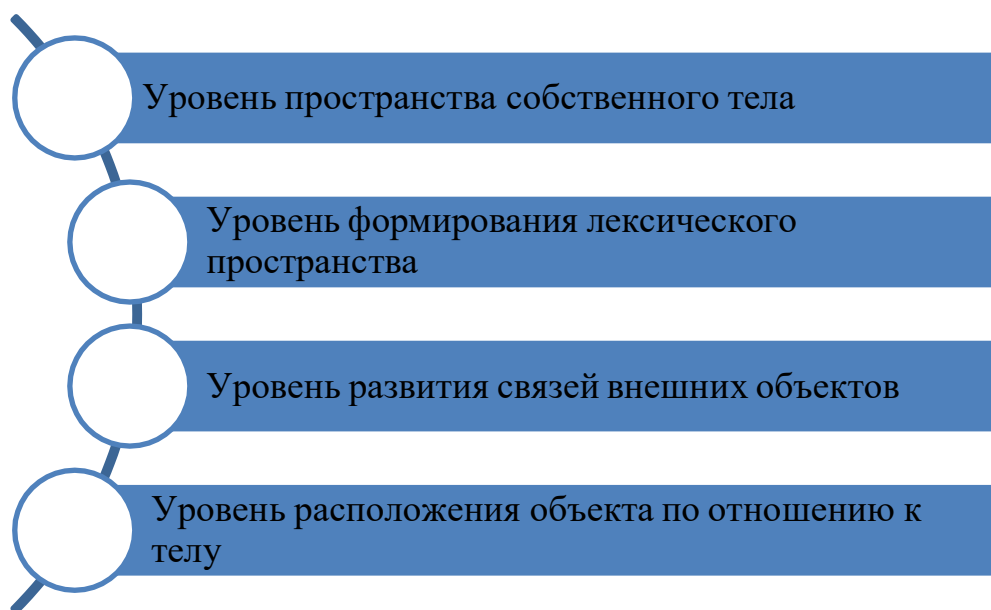 Уровень пространства собственного тела
Уровень формирования лексического
пространства
Уровень развития связей внешних объектов
Уровень расположения объекта по отношению к
телу